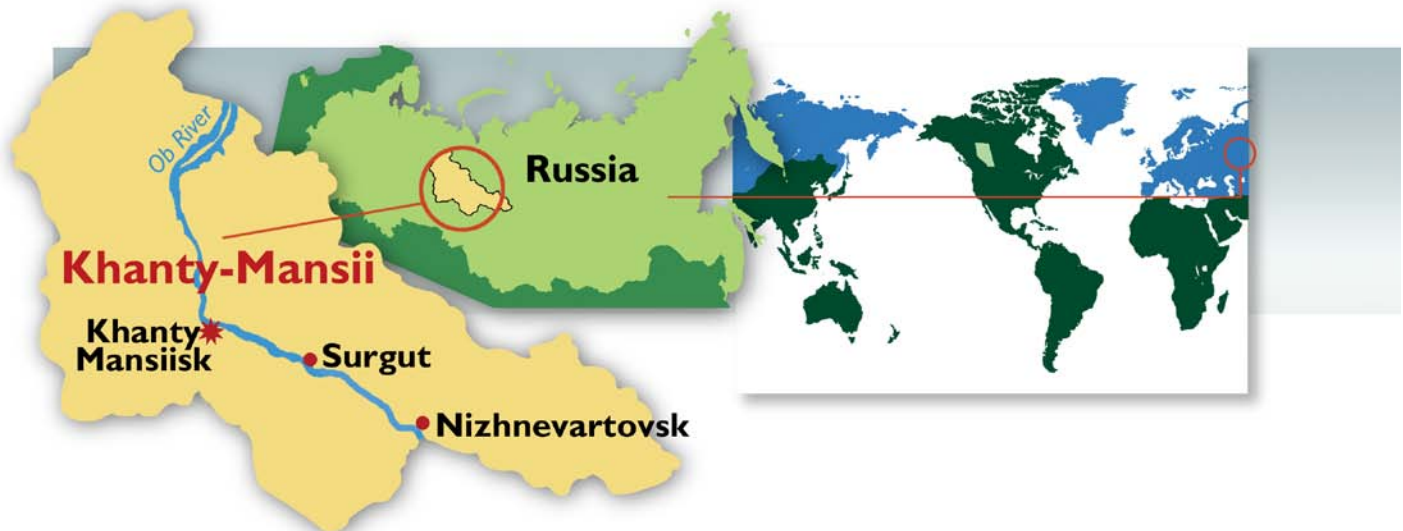 Ob River
Russia
Khanty-Mansii
Khanty
Mansiisk
Surgut
Nizhnevartovsk